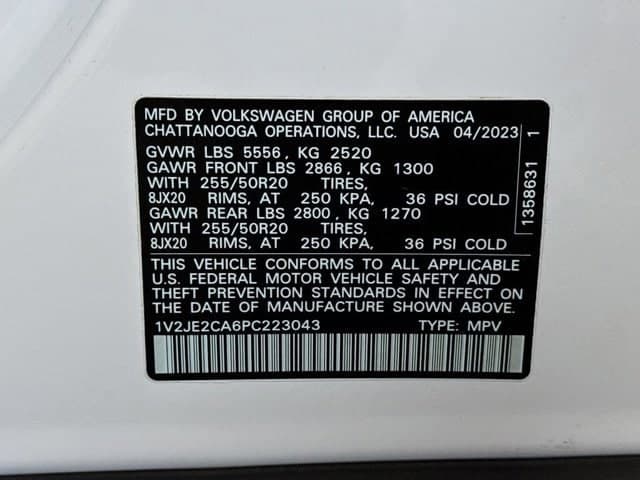 MFD BY VOLKSWAGEN GROUP OF AMERICA
CHATTANOOGA OPERATIONS, LLC. USA 04/2023
GVWR LBS 5556, KG 2520
GAWR FRONT LBS 2866, KG 1300
WITH 255/50R20 TIRES,
8JX20 RIMS, AT 250 KPA, 36 PSI COLD
GAWR REAR LBS 2800, KG 1270
WITH 255/50R20 TIRES,
8JX20 RIMS, AT 250 KPA, 36 PSI COLD
THIS VEHICLE CONFORMS TO ALL APPLICABLE
U.S. FEDERAL MOTOR VEHICLE SAFETY AND
THEFT PREVENTION STANDARDS IN EFFECT ON
THE DATE OF MANUFACTURE SHOWN ABOVE.
1V2JE2CA6PC223043 TYPE: MPV
1358631 1